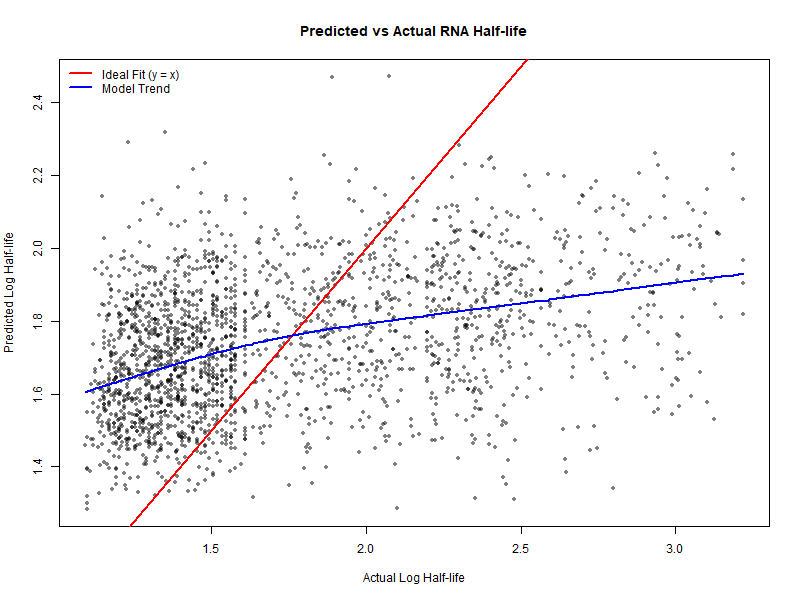 Predicted vs Actual RNA Half-life
Ideal Fit (y = x)
Model Trend
Predicted Log Half-life
2.4
2.2
2.0
1.8
1.6
1.4
1.5
2.0
2.5
3.0
Actual Log Half-life